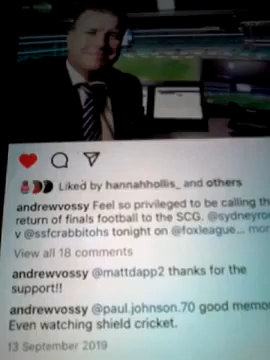 Liked by hannahhollis_ and others
andrewvossy Feel so privileged to be calling th
return of finals football to the SCG. @sydneyro
v @ssfcrabbitohs tonight on @foxleague... mor
View all 18 comments
andrewvossy @mattdapp2 thanks for the
support!!
andrewvossy @paul.johnson.70 good memo
Even watching shield cricket.
13 September 2019